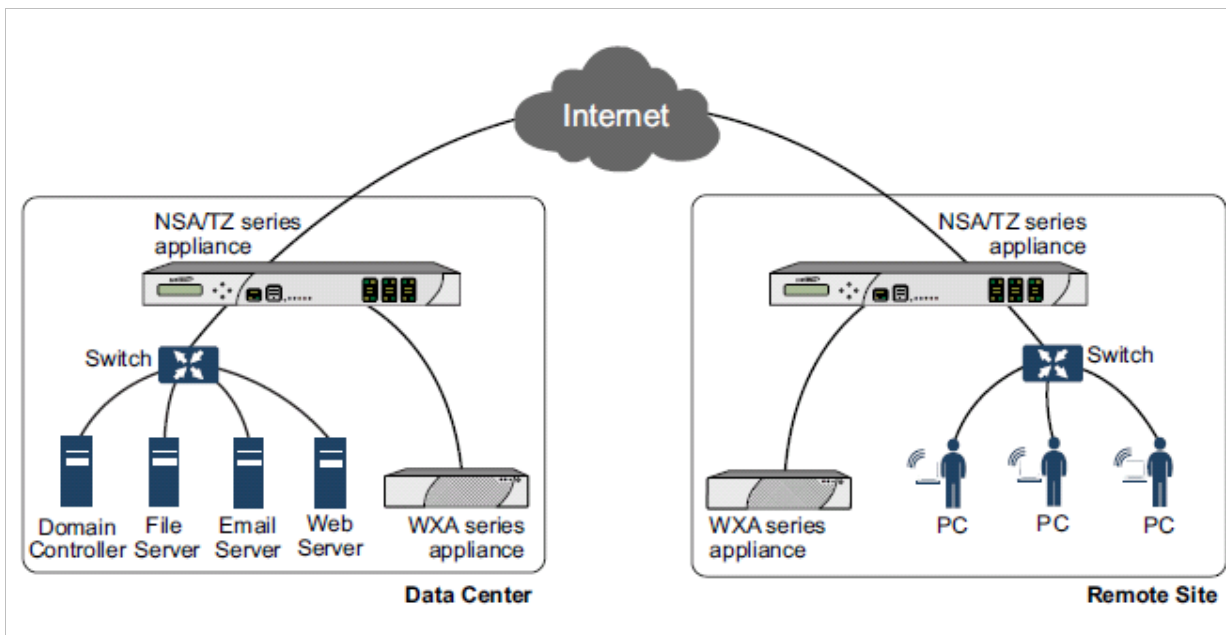 Internet
NSA/TZ series
appliance
Switch
Domain
Controller
File
Server
Email
Server
Web
Server
WXA series
appliance
Data Center
NSA/TZ series
appliance
Switch
WXA series
appliance
PC
PC
PC
Remote Site